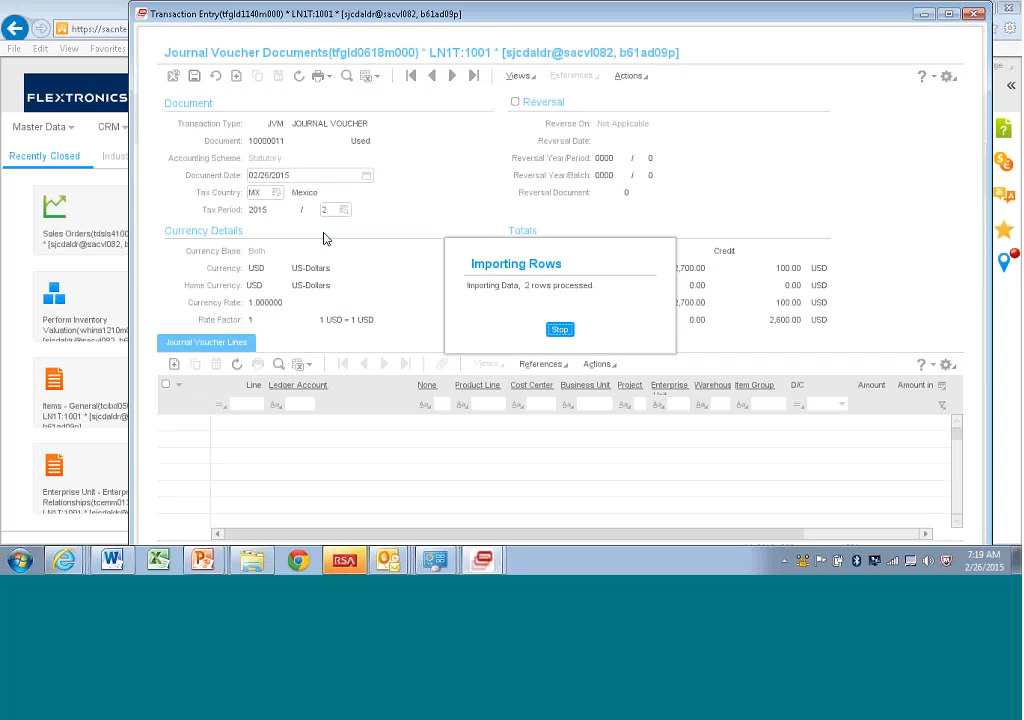 Transaction Entry(tfgld1140m000) * LN1T:1001 * [sjcdaldr@sacvl082, b61ad09p]
https://sacnte
File Edit View Favorites
Journal Voucher Documents(tfgld0618m000) * LN1T:1001 * [sjcdaldr@sacvl082, b61ad09p]
Views References Actions
FLEXTRONICS
Master Data CRM
Recently Closed Indust
Sales Orders(tdsls4100
* [sjcdaldr@sacvl082, b
Perform Inventory
Valuation(whina1210m0
Items - General(tcibd05
LN1T:1001 * [sjcdaldr@
b61ad09p]
Enterprise Unit - Enterp
Relationships(tcemm013
Document
Reversal
Transaction Type: JVM JOURNAL VOUCHER
Reverse On: Not Applicable
Document: 10000011 Used
Reversal Date:
Accounting Scheme: Statutory
Reversal Year/Period: 0000 / 0
Document Date: 02/26/2015
Reversal Year/Batch: 0000 / 0
Tax Country: MX Mexico
Reversal Document: 0
Tax Period: 2015 / 2
Currency Details
Totals
Currency Base: Both
Credit
Currency: USD US-Dollars
2,700.00 100.00 USD
Home Currency: USD US-Dollars
0.00 0.00 USD
Currency Rate: 1.000000
2,700.00 100.00 USD
Rate Factor: 1 1 USD = 1 USD
0.00 2,600.00 USD
Importing Rows
Importing Data, 2 rows processed.
Stop
Journal Voucher Lines
Views References Actions
Line Ledger Account None Product Line Cost Center Business Unit Project Enterprise Warehous Item Group D/C Amount Amount in
7:19 AM
2/26/2015
RSA